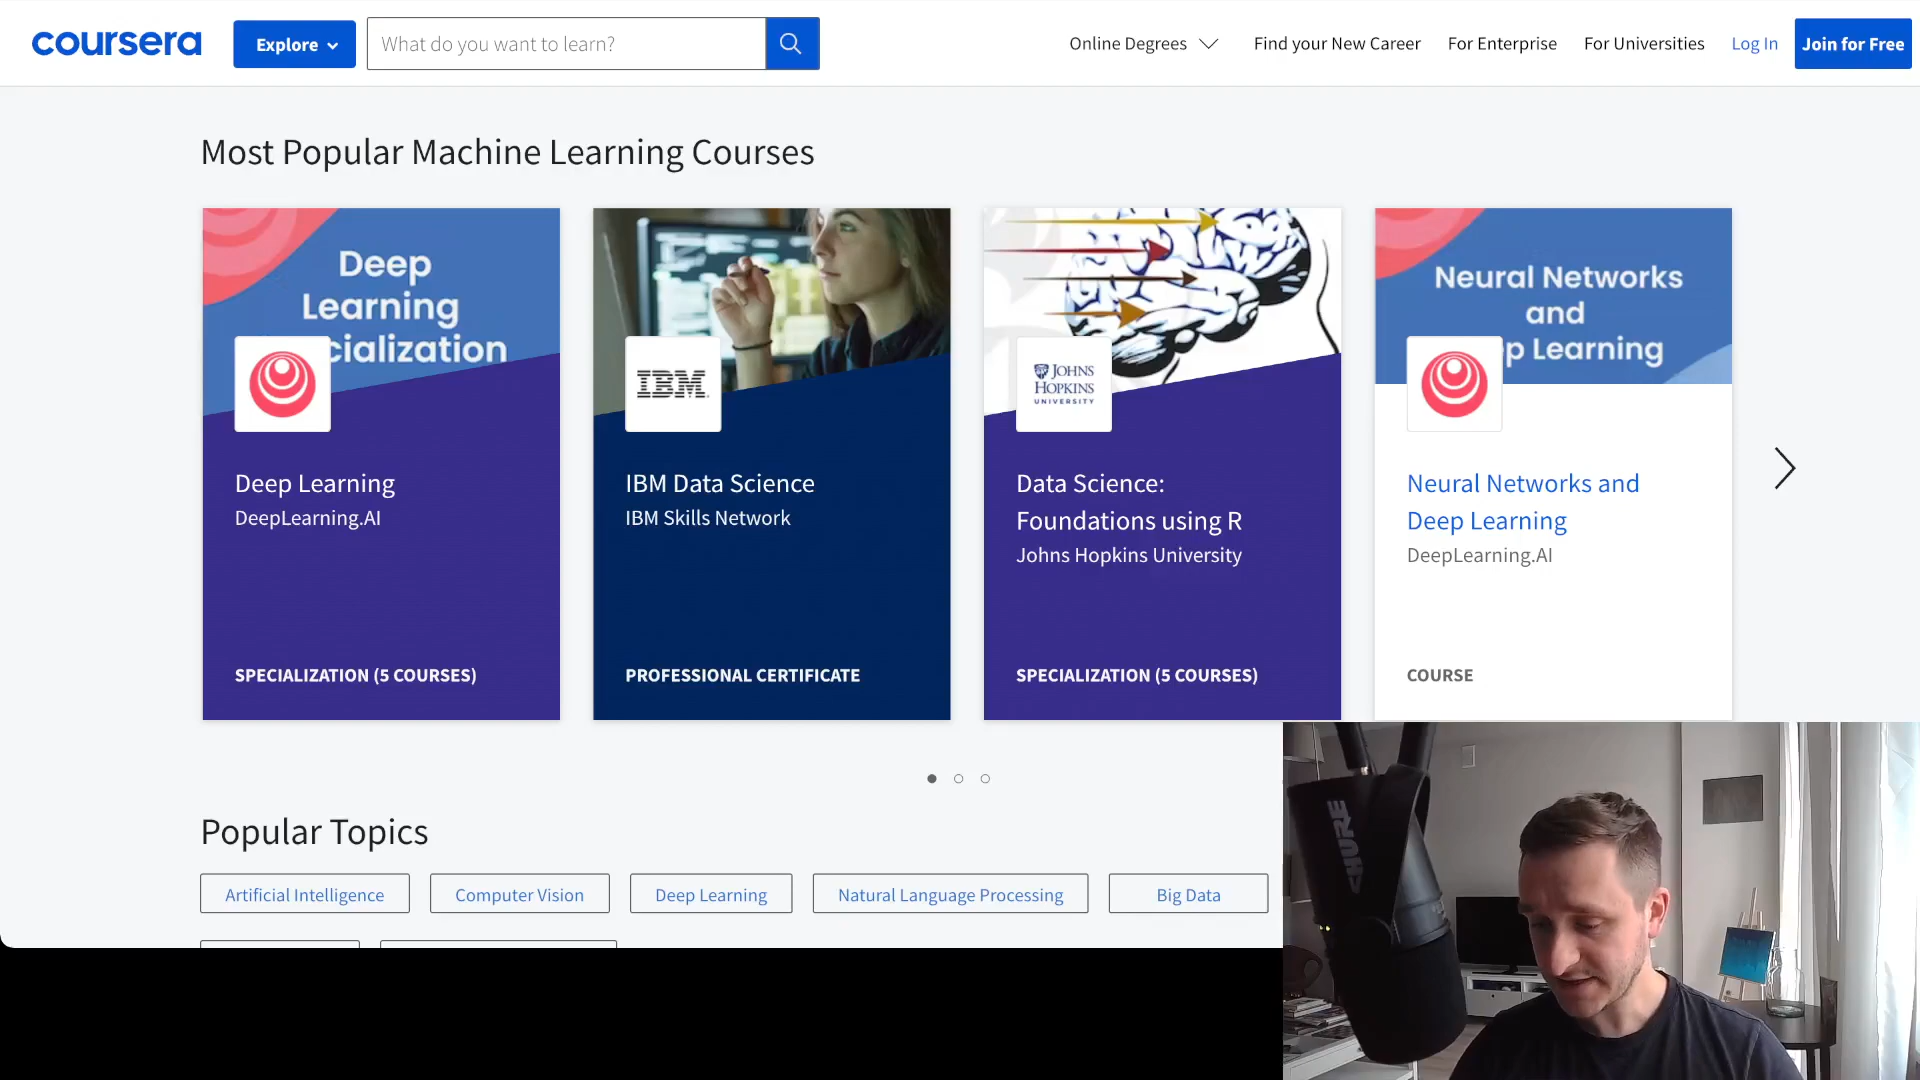 coursera
Explore
What do you want to learn?
Online Degrees
Find your New Career
For Enterprise
For Universities
Log In
Join for Free
Most Popular Machine Learning Courses
Deep
Learning
cialization
Deep Learning
DeepLearning.AI
SPECIALIZATION (5 COURSES)
IBM
IBM Data Science
IBM Skills Network
PROFESSIONAL CERTIFICATE
JOHNS
HOPKINS
UNIVERSITY
Data Science:
Foundations using R
Johns Hopkins University
SPECIALIZATION (5 COURSES)
Neural Networks
and
p Learning
Neural Networks and
Deep Learning
DeepLearning.AI
COURSE
Popular Topics
Artificial Intelligence
Computer Vision
Deep Learning
Natural Language Processing
Big Data
SHURE